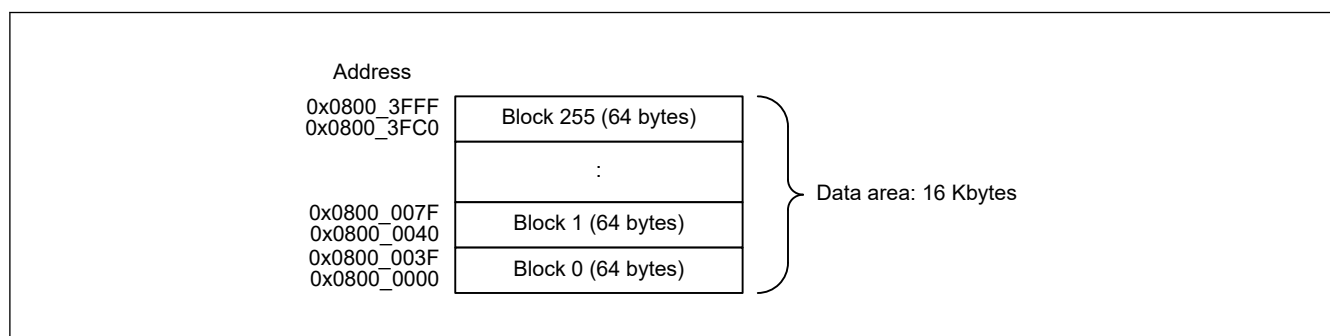 Address
0x0800_3FFF
0x0800_3FC0
Block 255 (64 bytes)
:
Data area: 16 Kbytes
0x0800_007F
0x0800_0040
Block 1 (64 bytes)
0x0800_003F
0x0800_0000
Block 0 (64 bytes)